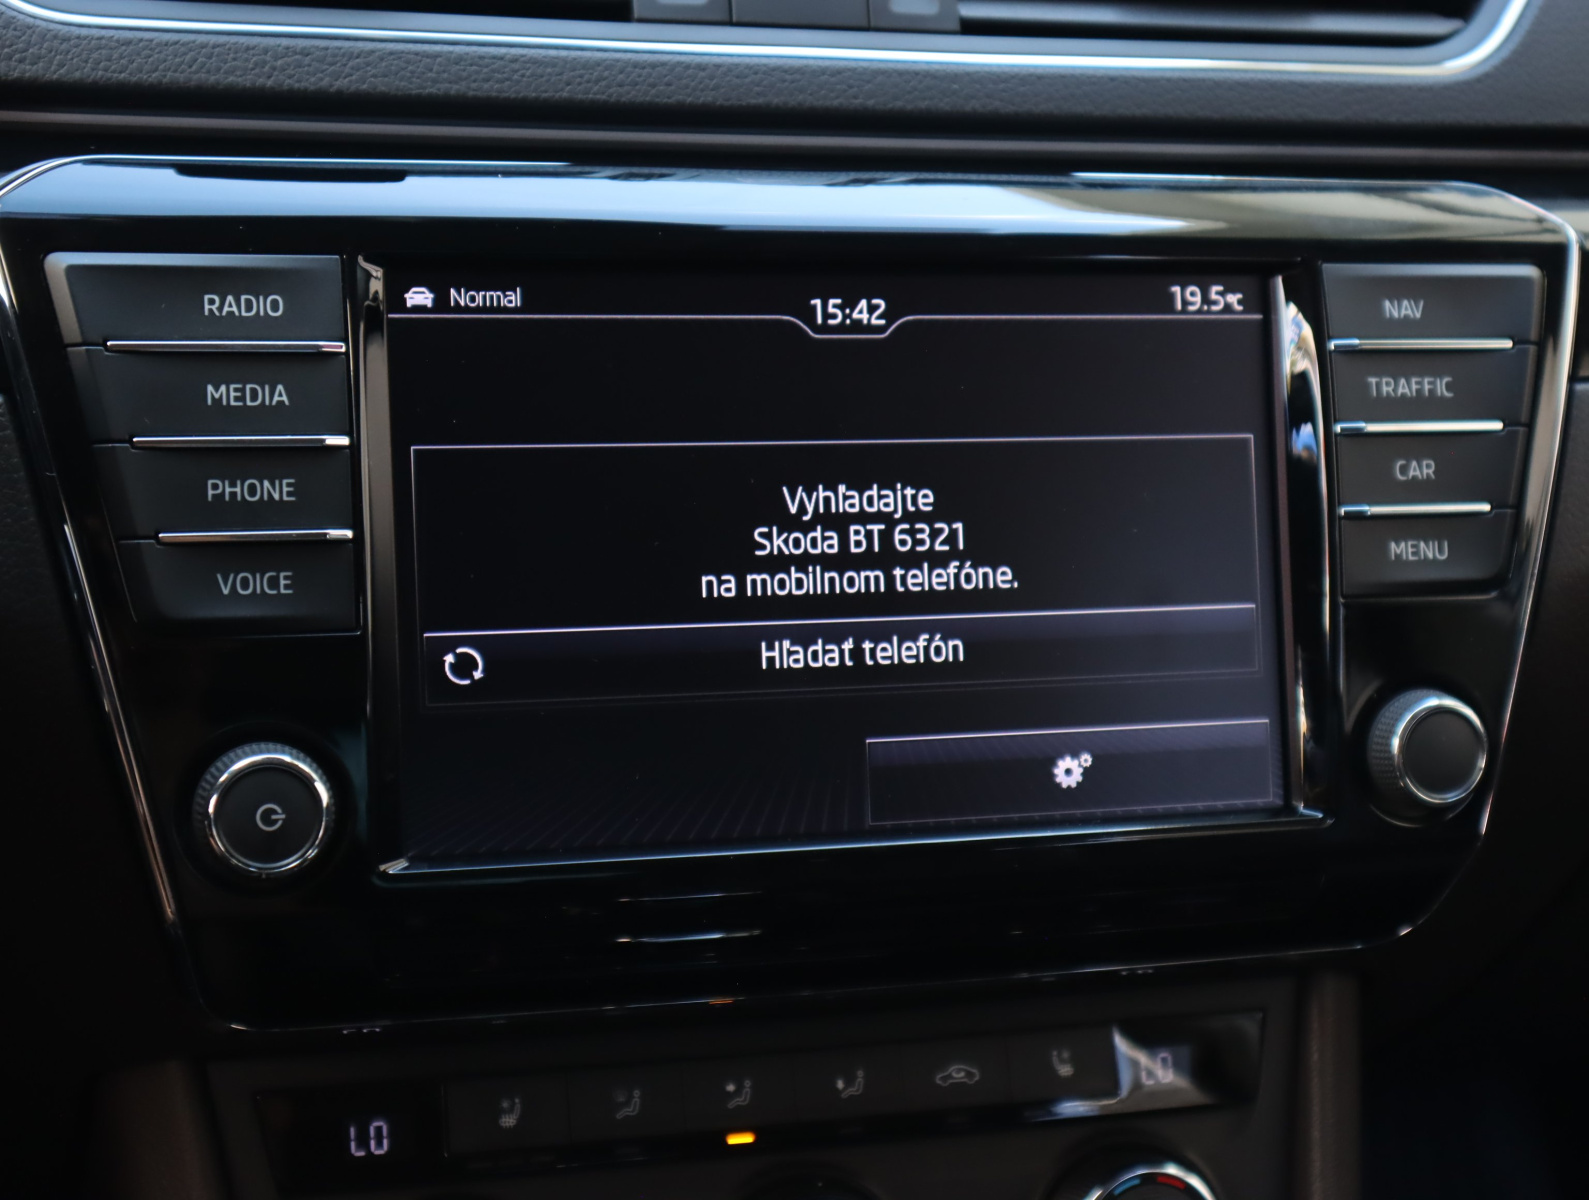 Normal
15:42
19.5°C
RADIO
MEDIA
PHONE
VOICE
Vyhľadajte
Skoda BT 6321
na mobilnom telefóne.
Hľadať telefón
NAV
TRAFFIC
CAR
MENU
LO
LO